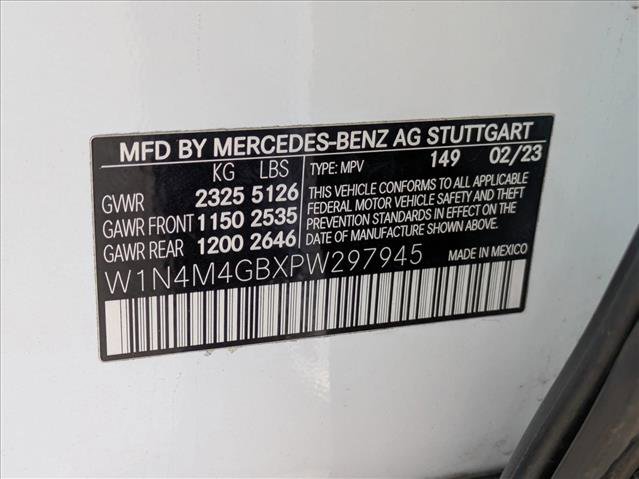 MFD BY MERCEDES-BENZ AG STUTTGART
KG LBS TYPE: MPV 149 02/23
GVWR 2325 5126
GAWR FRONT 1150 2535
GAWR REAR 1200 2646
THIS VEHICLE CONFORMS TO ALL APPLICABLE
FEDERAL MOTOR VEHICLE SAFETY AND THEFT
PREVENTION STANDARDS IN EFFECT ON THE
DATE OF MANUFACTURE SHOWN ABOVE.
W1N4M4GBXPW297945 MADE IN MEXICO